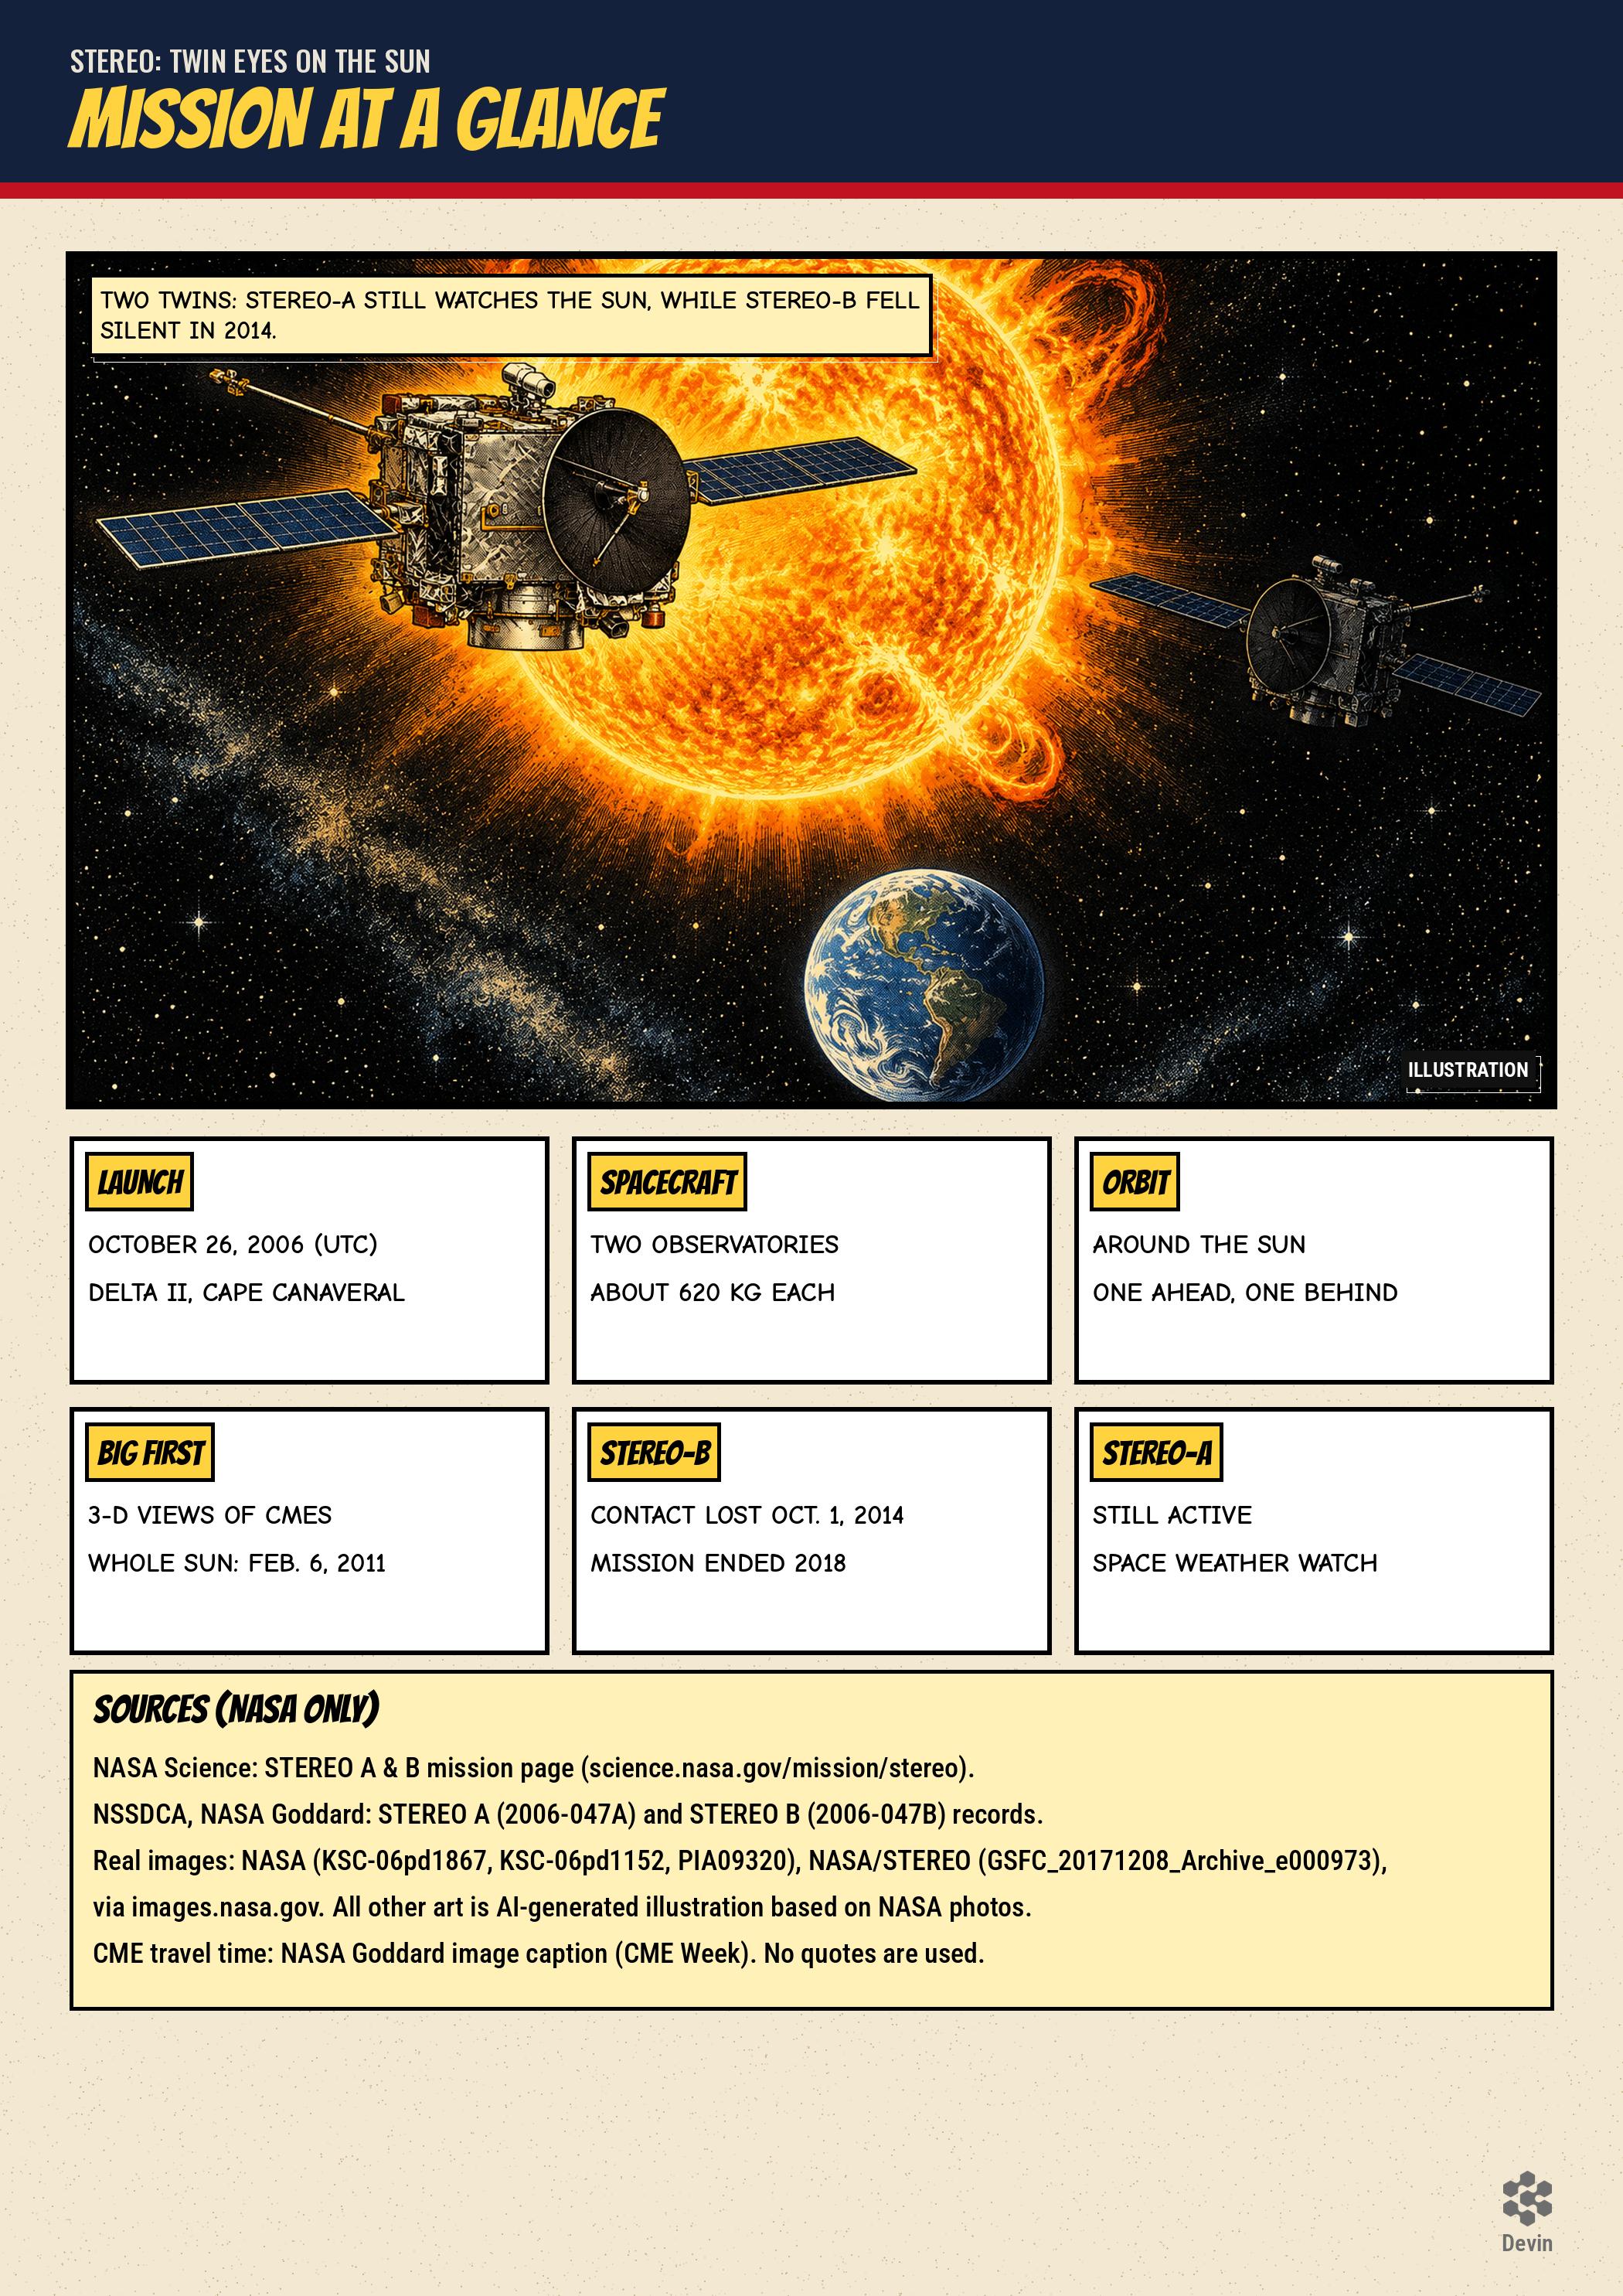 STEREO: TWIN EYES ON THE SUN
MISSION AT A GLANCE
TWO TWINS: STEREO-A STILL WATCHES THE SUN, WHILE STEREO-B FELL
SILENT IN 2014.
ILLUSTRATION
LAUNCH
OCTOBER 26, 2006 (UTC)
DELTA II, CAPE CANAVERAL
SPACECRAFT
TWO OBSERVATORIES
ABOUT 620 KG EACH
ORBIT
AROUND THE SUN
ONE AHEAD, ONE BEHIND
BIG FIRST
3-D VIEWS OF CMES
WHOLE SUN: FEB. 6, 2011
STEREO-B
CONTACT LOST OCT. 1, 2014
MISSION ENDED 2018
STEREO-A
STILL ACTIVE
SPACE WEATHER WATCH
SOURCES (NASA ONLY)
NASA Science: STEREO A & B mission page (science.nasa.gov/mission/stereo).
NSSDCA, NASA Goddard: STEREO A (2006-047A) and STEREO B (2006-047B) records.
Real images: NASA (KSC-06pd1867, KSC-06pd1152, PIA09320), NASA/STEREO (GSFC_20171208_Archive_e000973),
via images.nasa.gov. All other art is AI-generated illustration based on NASA photos.
CME travel time: NASA Goddard image caption (CME Week). No quotes are used.
Devin